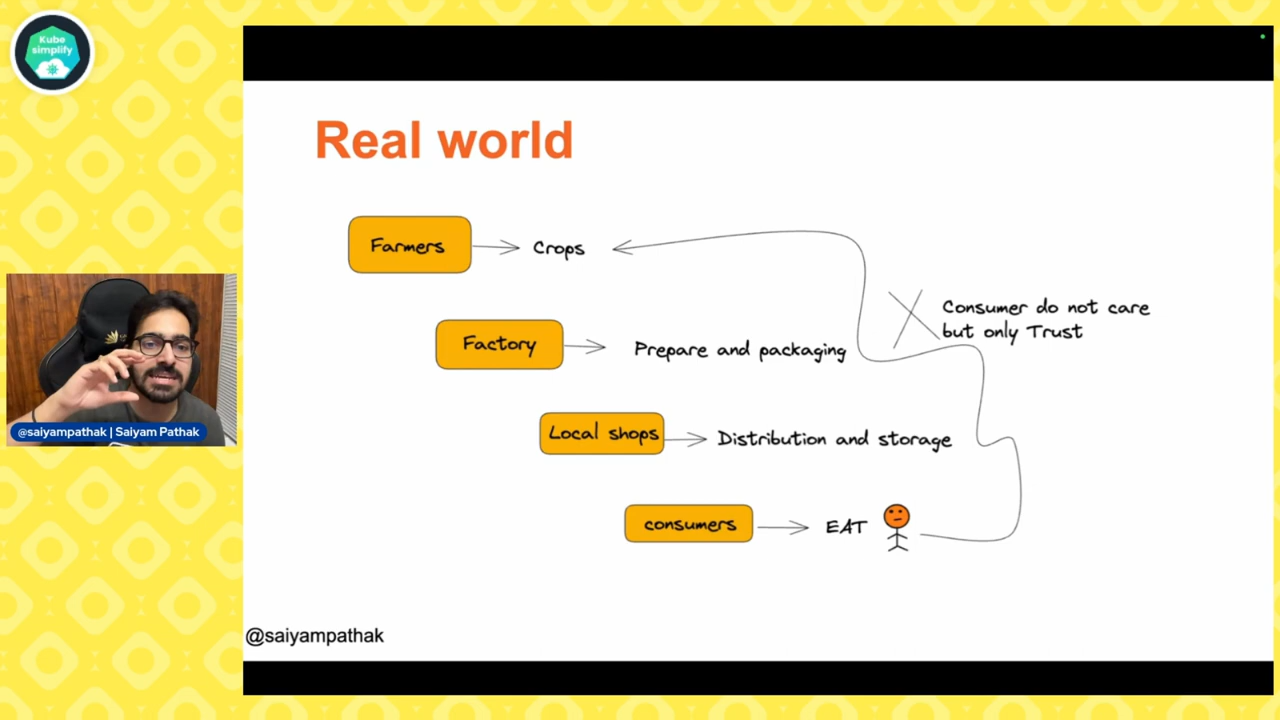 Kube
simplify
Real world
Farmers
Crops
Consumer do not care
but only Trust
Factory
Prepare and packaging
Local shops
Distribution and storage
@saiyampathak | Saiyam Pathak
consumers
EAT
@saiyampathak